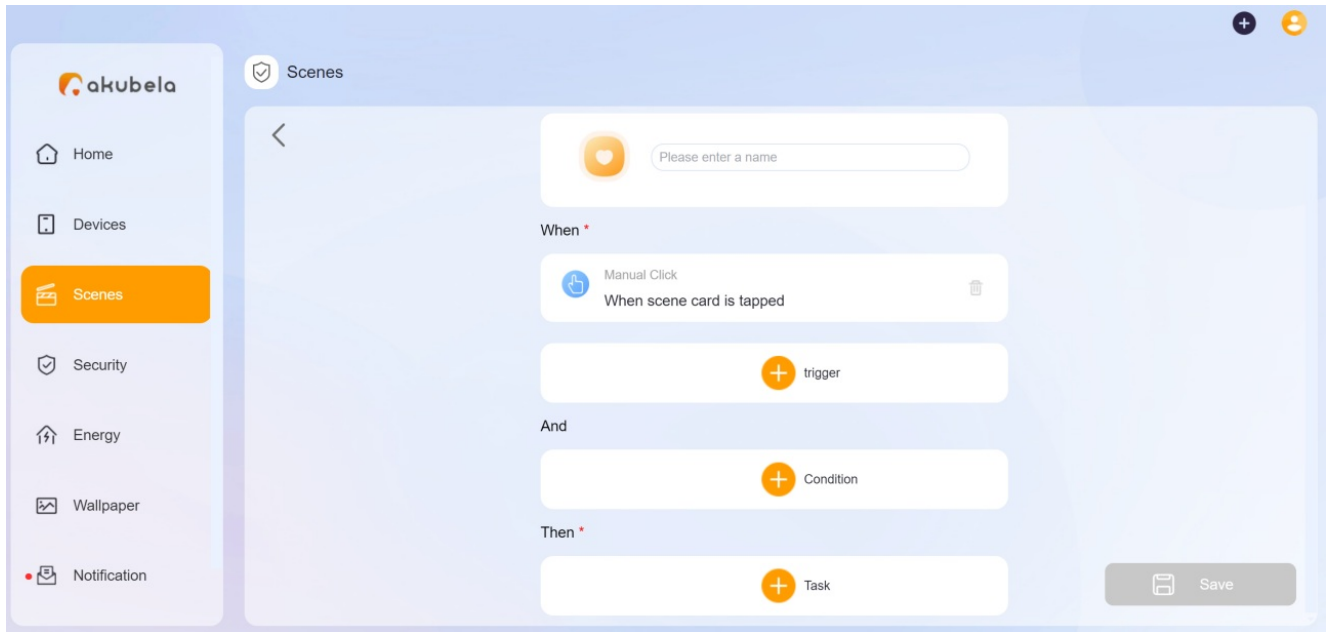 akubela
Scenes
Home
Devices
Scenes
Security
Energy
Wallpaper
Notification
Please enter a name
When *
Manual Click
When scene card is tapped
trigger
And
Condition
Then *
Task
Save